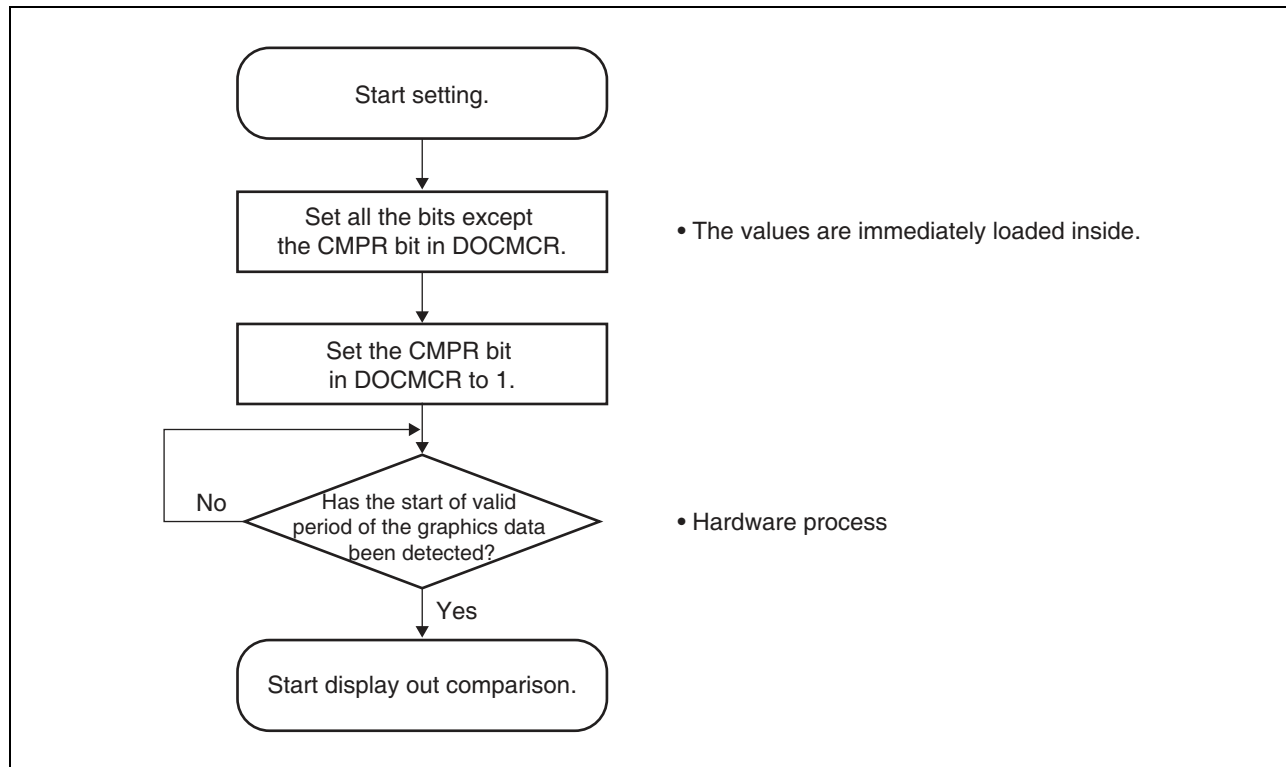 Start setting.
Set all the bits except
the CMPR bit in DOCMCR.
• The values are immediately loaded inside.
Set the CMPR bit
in DOCMCR to 1.
No
Has the start of valid
period of the graphics data
been detected?
• Hardware process
Yes
Start display out comparison.